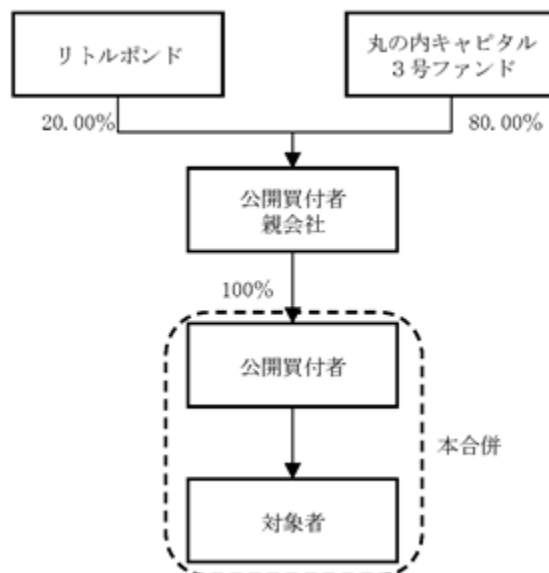 リトルポンド
丸の内キャピタル
3号ファンド
20.00%
80.00%
公開買付者
親会社
100%
公開買付者
本合併
対象者